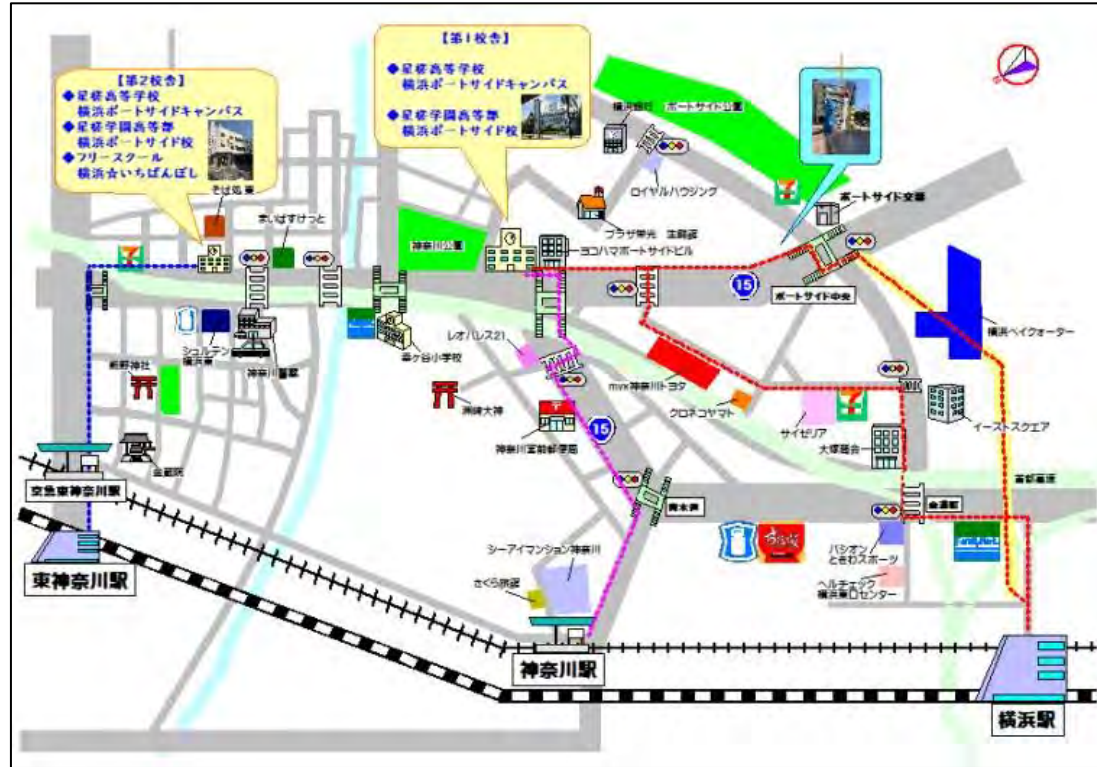 【第2校舎】
◆星槎高等学校
横浜ポートサイドキャンパス
◆星槎学園高等部
横浜ポートサイド校
◆フリースクール
横浜☆いちばんぼし
【第1校舎】
◆星槎高等学校
横浜ポートサイドキャンパス
◆星槎学園高等部
横浜ポートサイド校
横浜銀行
ポートサイド公園
ロイヤルハウジング
プラザ栄光 生鮮館
ヨコハマポートサイドビル
ポートサイド交番
ポートサイド中央
15
横浜ベイクォーター
そば処 東
まいばすけっと
神奈川公園
シュルテン
横浜東
神奈川警察
幸ヶ谷小学校
レオパレス21
洲崎大神
神奈川宮前郵便局
15
myx神奈川トヨタ
クロネコヤマト
サイゼリア
大塚商会
イーストスクエア
首都高速
金港町
青木橋
熊野神社
金蔵院
京急東神奈川駅
東神奈川駅
シーアイマンション神奈川
さくら旅館
神奈川駅
パシオン
ときわスポーツ
ヘルチェック
横浜東口センター
FamilyMart
横浜駅